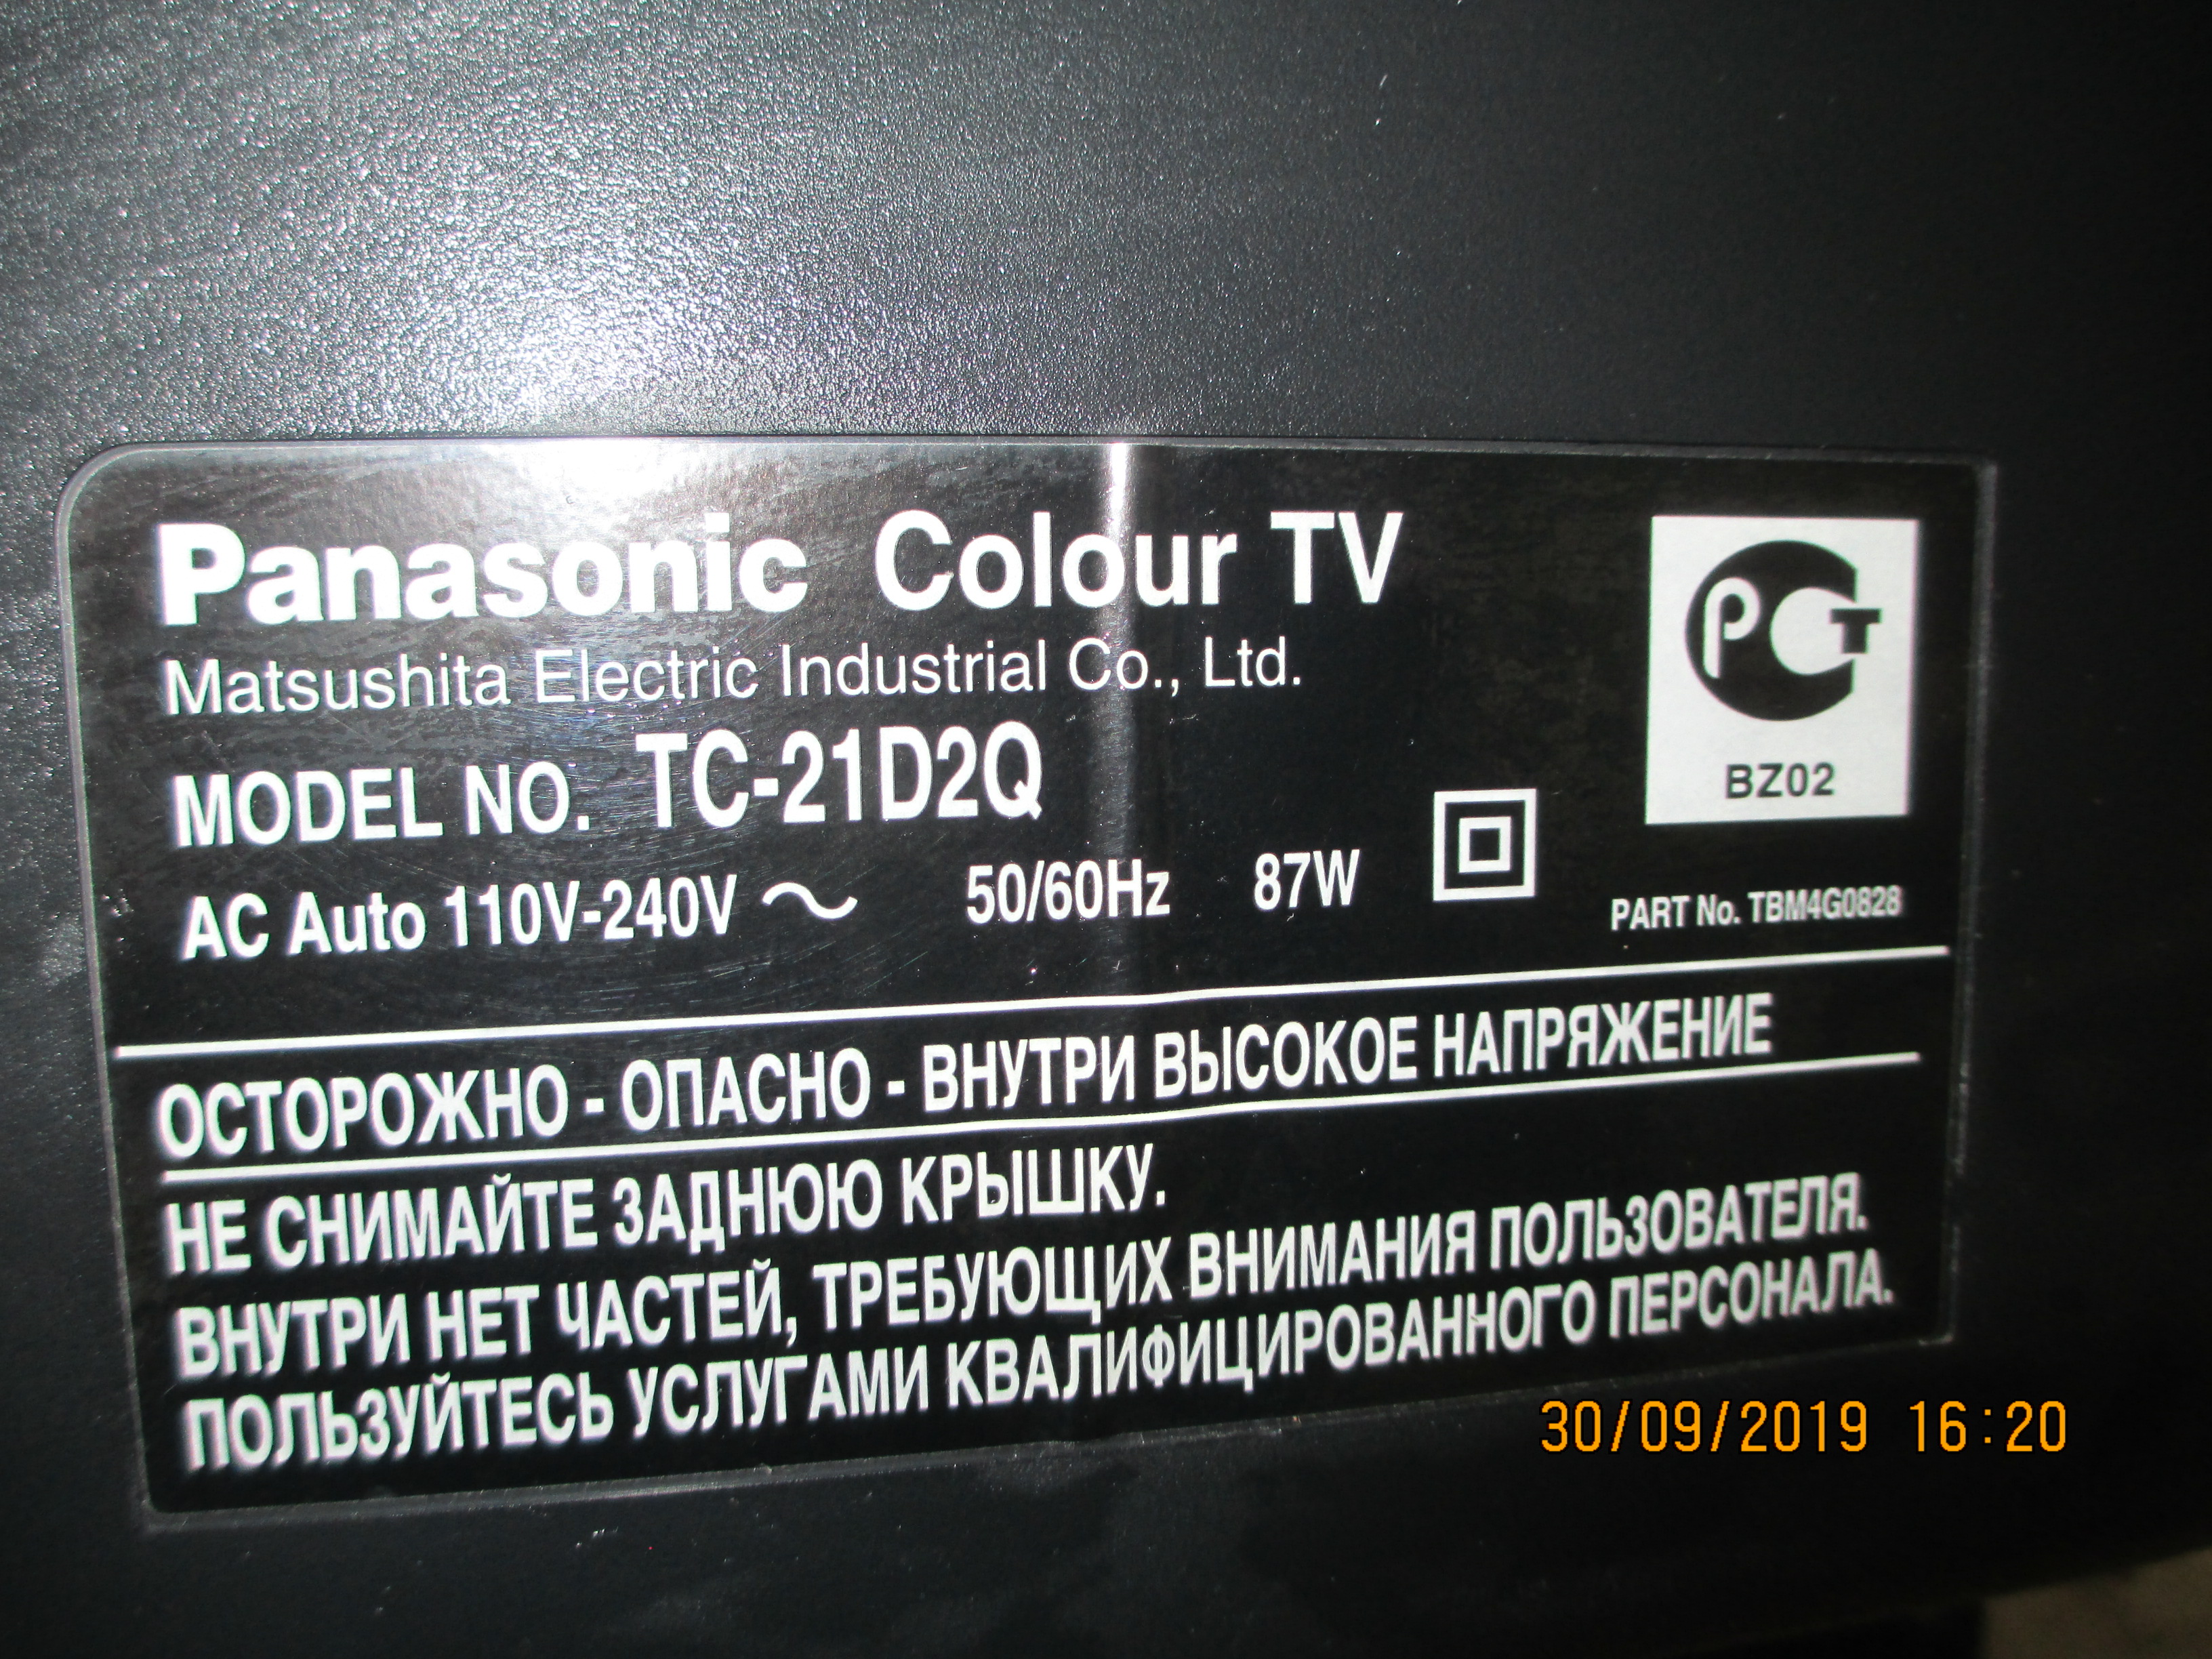 Panasonic Colour TV
Matsushita Electric Industrial Co., Ltd.
MODEL NO. TC-21D2Q
AC Auto 110V-240V ~ 50/60Hz 87W
РСТ
BZ02
PART No. TBM4G0828
ОСТОРОЖНО - ОПАСНО - ВНУТРИ ВЫСОКОЕ НАПРЯЖЕНИЕ
НЕ СНИМАЙТЕ ЗАДНЮЮ КРЫШКУ.
ВНУТРИ НЕТ ЧАСТЕЙ, ТРЕБУЮЩИХ ВНИМАНИЯ ПОЛЬЗОВАТЕЛЯ.
ПОЛЬЗУЙТЕСЬ УСЛУГАМИ КВАЛИФИЦИРОВАННОГО ПЕРСОНАЛА.
30/09/2019 16:20